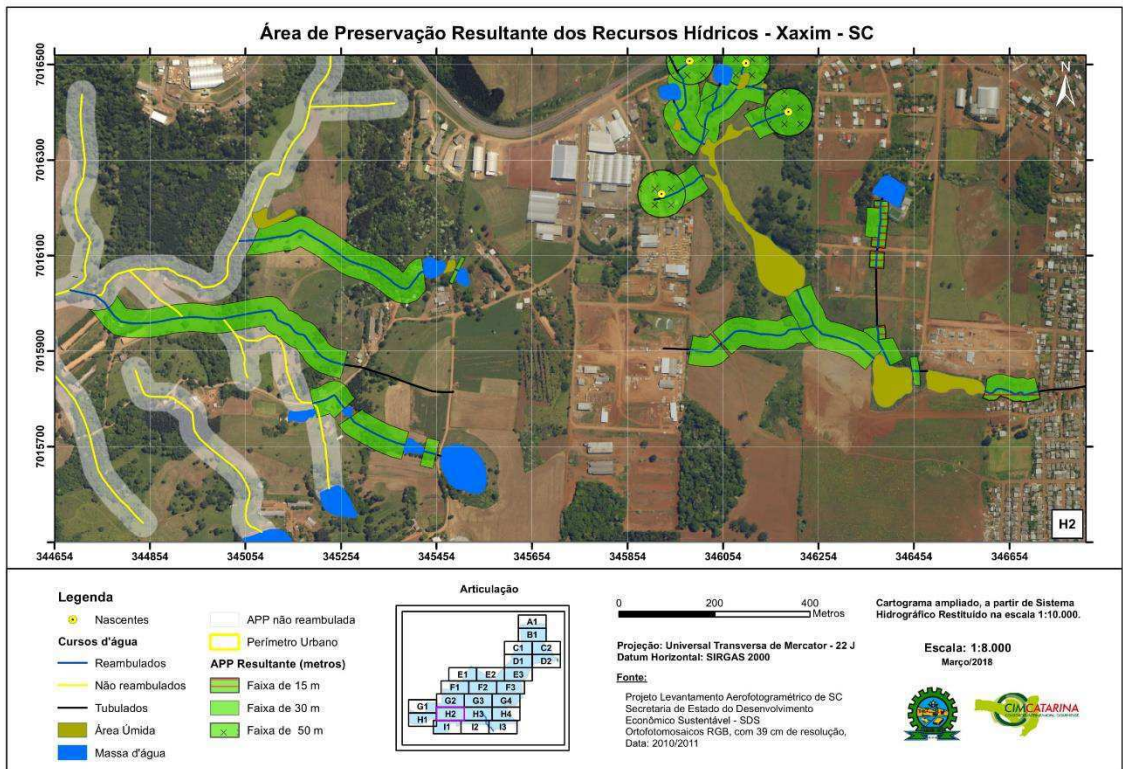 Área de Preservação Resultante dos Recursos Hídricos - Xaxim - SC
N
7016500
7016300
7016100
7015900
7015700
H2
344654 344854 345054 345254 345454 345654 345854 346054 346254 346454 346654
Legenda
Nascentes
Cursos d'água
Reambulados
Não reambulados
Tubulados
Área Úmida
Massa d'água
APP não reambulada
Perímetro Urbano
APP Resultante (metros)
Faixa de 15 m
Faixa de 30 m
Faixa de 50 m
Articulação
A1
B1
C1 C2
D1 D2
E1 E2 E3
F1 F2 F3
G1 G2 G3 G4
H1 H2 H3 H4
I1 I2 I3
0 200 400
Metros
Projeção: Universal Transversa de Mercator - 22 J
Datum Horizontal: SIRGAS 2000
Fonte:
Projeto Levantamento Aerofotogramétrico de SC
Secretaria de Estado do Desenvolvimento
Econômico Sustentável - SDS
Ortofotomosaicos RGB, com 39 cm de resolução.
Data: 2010/2011
Cartograma ampliado, a partir de Sistema
Hidrográfico Restituído na escala 1:10.000.
Escala: 1:8.000
Março/2018
CIMCATARINA